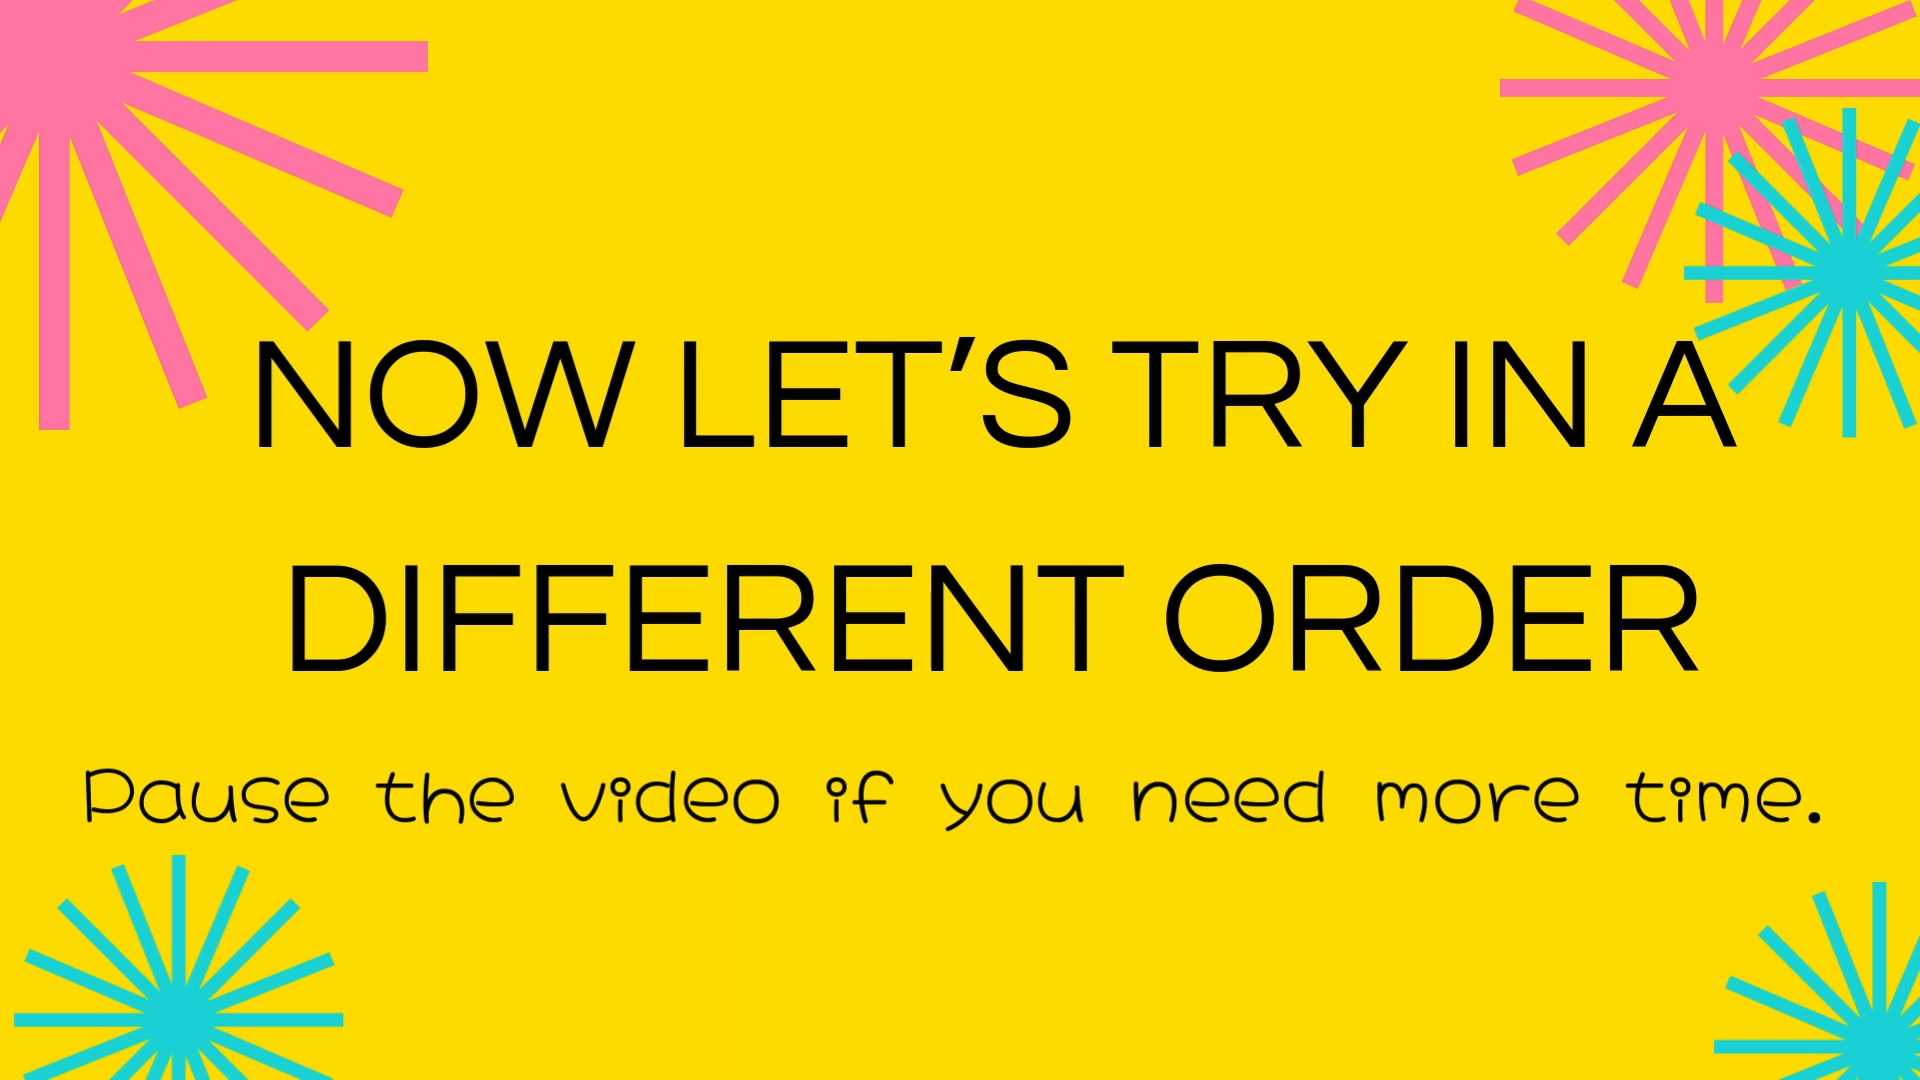 NOW LET'S TRY IN A
DIFFERENT ORDER
Pause the video if you need more time.